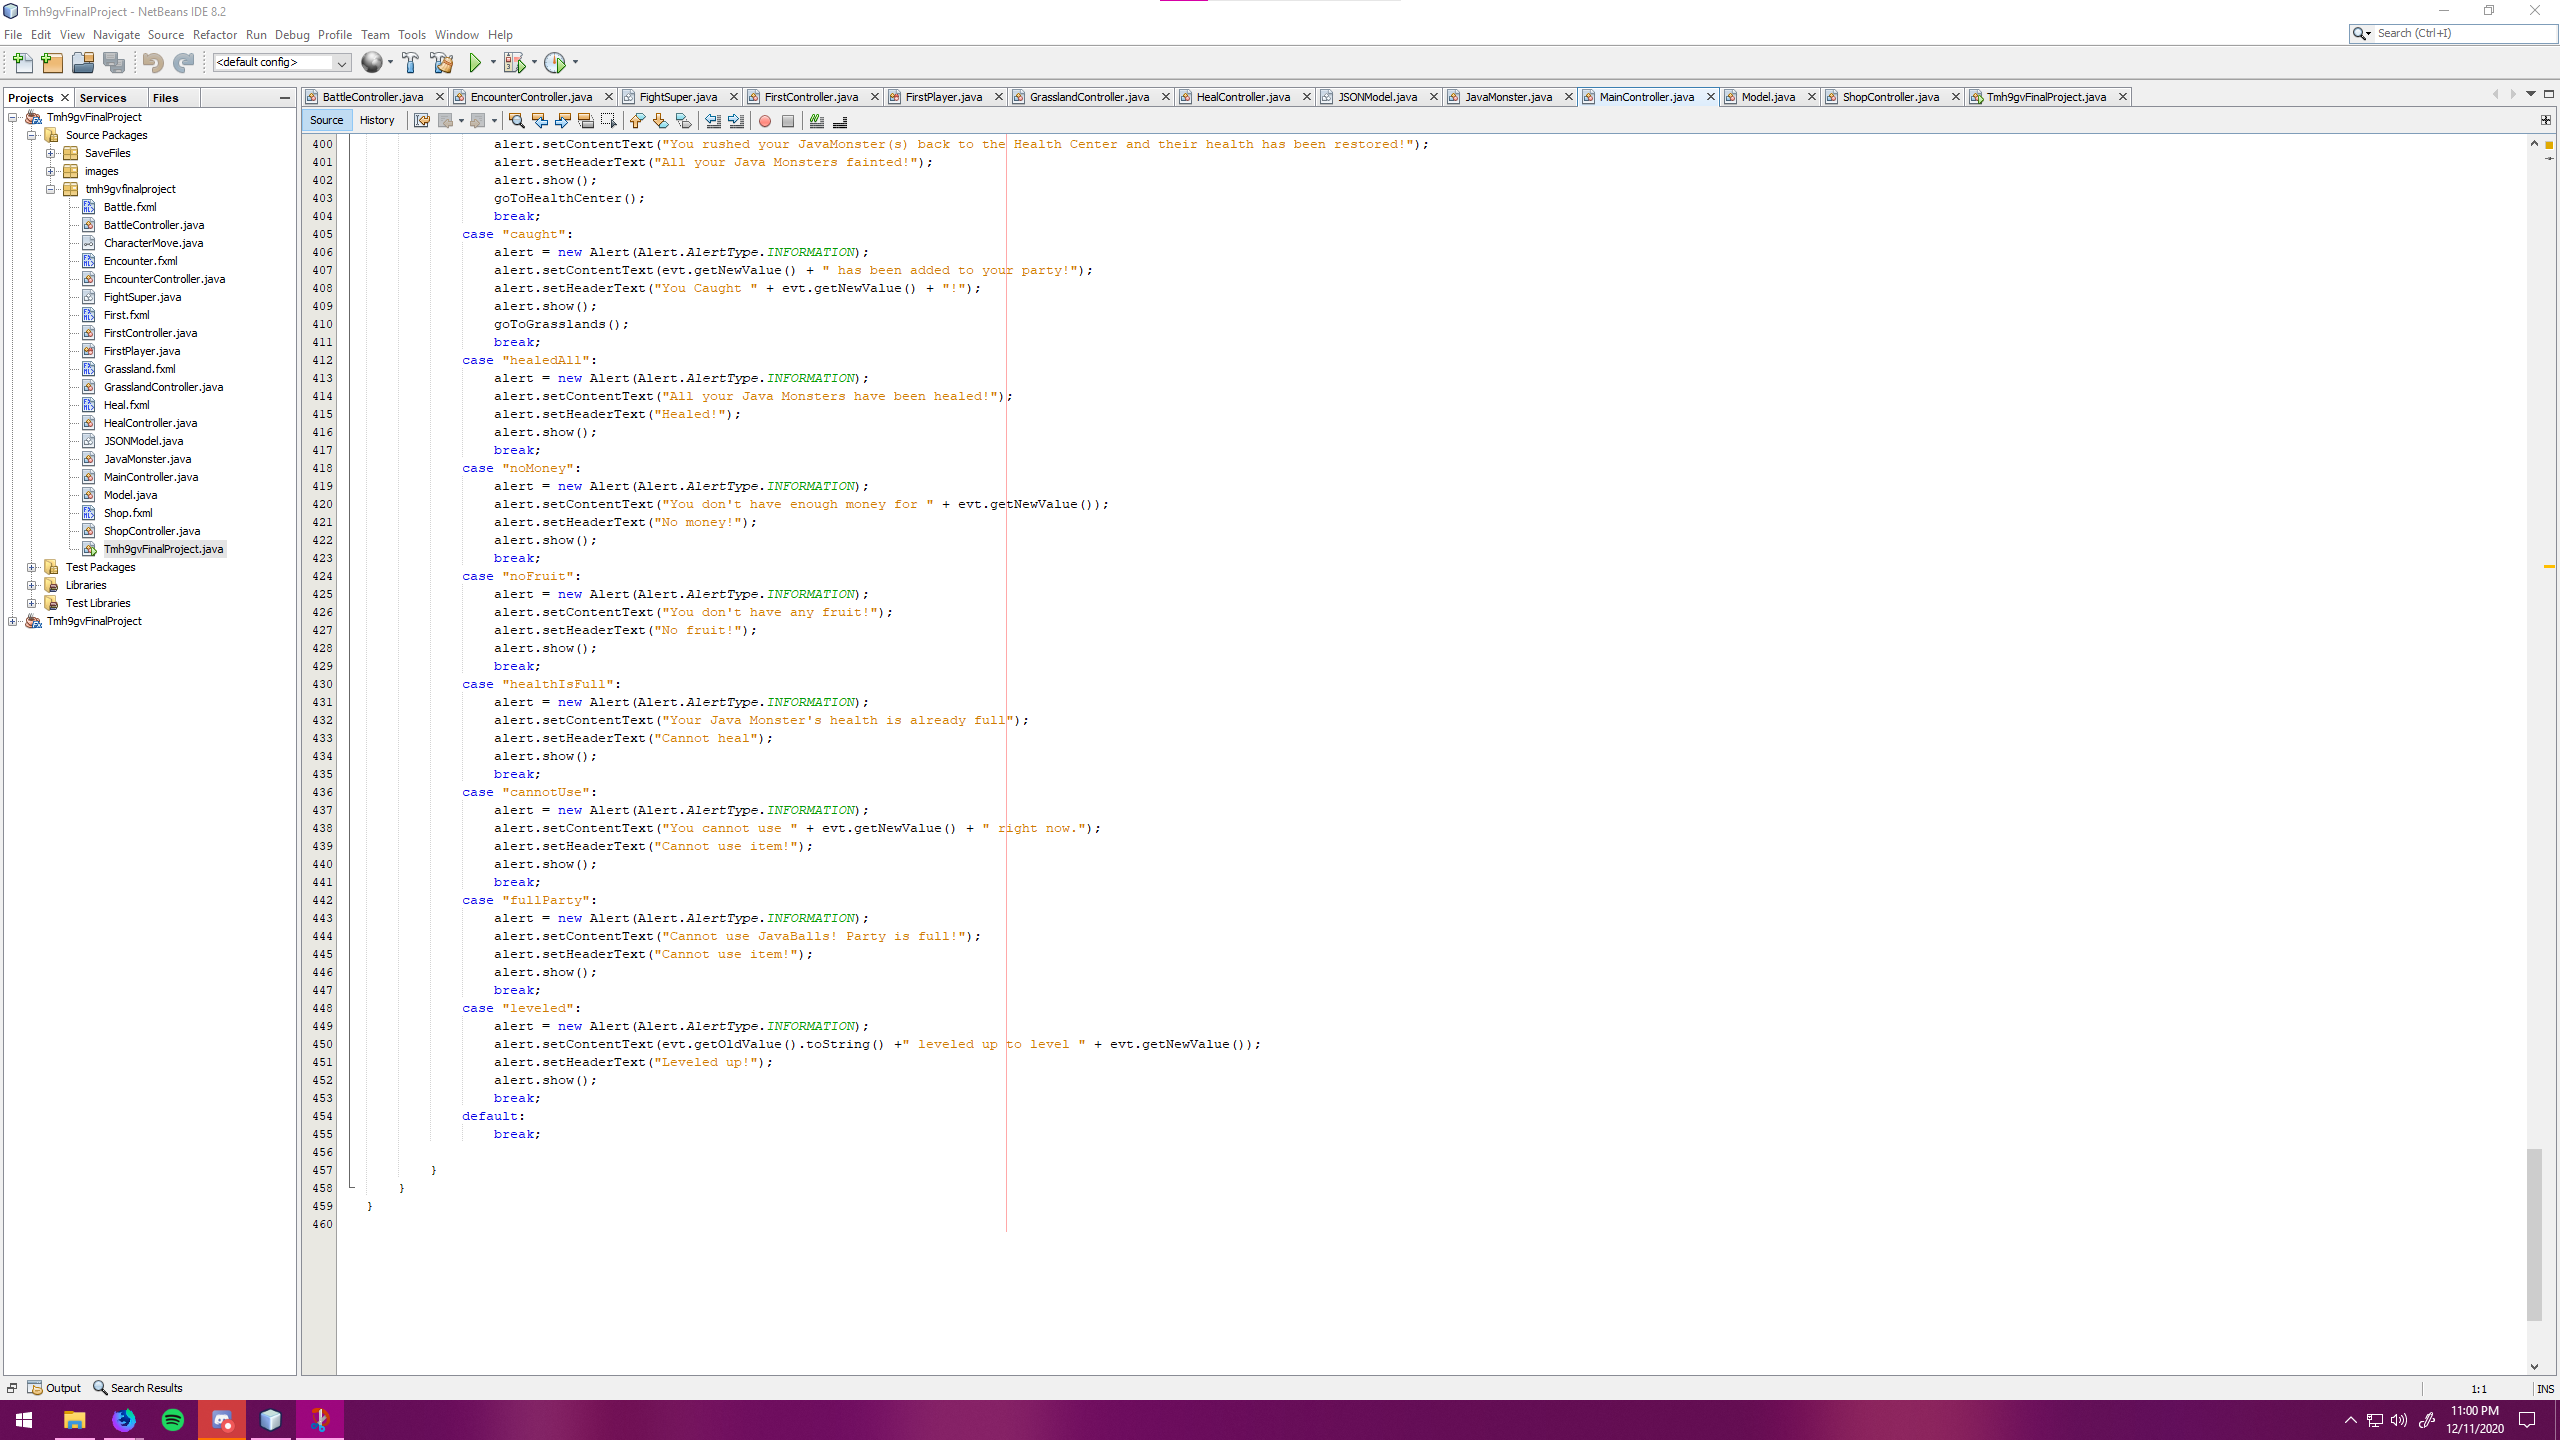 Tmh9gvFinalProject - NetBeans IDE 8.2
File Edit View Navigate Source Refactor Run Debug Profile Team Tools Window Help
Search (Ctrl+I)
<default config>
Projects Services Files
BattleController.java EncounterController.java FightSuper.java FirstController.java FirstPlayer.java GrasslandController.java HealController.java JSONModel.java JavaMonster.java MainController.java Model.java ShopController.java Tmh9gvFinalProject.java
Source History
Tmh9gvFinalProject
Source Packages
SaveFiles
images
tmh9gvfinalproject
Battle.fxml
BattleController.java
CharacterMove.java
Encounter.fxml
EncounterController.java
FightSuper.java
First.fxml
FirstController.java
FirstPlayer.java
Grassland.fxml
GrasslandController.java
Heal.fxml
HealController.java
JSONModel.java
JavaMonster.java
MainController.java
Model.java
Shop.fxml
ShopController.java
Tmh9gvFinalProject.java
Test Packages
Libraries
Test Libraries
Tmh9gvFinalProject
400 alert.setContentText("You rushed your JavaMonster(s) back to the Health Center and their health has been restored!");
401 alert.setHeaderText("All your Java Monsters fainted!");
402 alert.show();
403 goToHealthCenter();
404 break;
405 case "caught":
406 alert = new Alert(Alert.AlertType.INFORMATION);
407 alert.setContentText(evt.getNewValue() + " has been added to your party!");
408 alert.setHeaderText("You Caught " + evt.getNewValue() + "!");
409 alert.show();
410 goToGrasslands();
411 break;
412 case "healedAll":
413 alert = new Alert(Alert.AlertType.INFORMATION);
414 alert.setContentText("All your Java Monsters have been healed!");
415 alert.setHeaderText("Healed!");
416 alert.show();
417 break;
418 case "noMoney":
419 alert = new Alert(Alert.AlertType.INFORMATION);
420 alert.setContentText("You don't have enough money for " + evt.getNewValue());
421 alert.setHeaderText("No money!");
422 alert.show();
423 break;
424 case "noFruit":
425 alert = new Alert(Alert.AlertType.INFORMATION);
426 alert.setContentText("You don't have any fruit!");
427 alert.setHeaderText("No fruit!");
428 alert.show();
429 break;
430 case "healthIsFull":
431 alert = new Alert(Alert.AlertType.INFORMATION);
432 alert.setContentText("Your Java Monster's health is already full");
433 alert.setHeaderText("Cannot heal");
434 alert.show();
435 break;
436 case "cannotUse":
437 alert = new Alert(Alert.AlertType.INFORMATION);
438 alert.setContentText("You cannot use " + evt.getNewValue() + " right now.");
439 alert.setHeaderText("Cannot use item!");
440 alert.show();
441 break;
442 case "fullParty":
443 alert = new Alert(Alert.AlertType.INFORMATION);
444 alert.setContentText("Cannot use JavaBalls! Party is full!");
445 alert.setHeaderText("Cannot use item!");
446 alert.show();
447 break;
448 case "leveled":
449 alert = new Alert(Alert.AlertType.INFORMATION);
450 alert.setContentText(evt.getOldValue().toString() +" leveled up to level " + evt.getNewValue());
451 alert.setHeaderText("Leveled up!");
452 alert.show();
453 break;
454 default:
455 break;
456
457 }
458 }
459 }
460
Output Search Results
1:1 INS
11:00 PM
12/11/2020